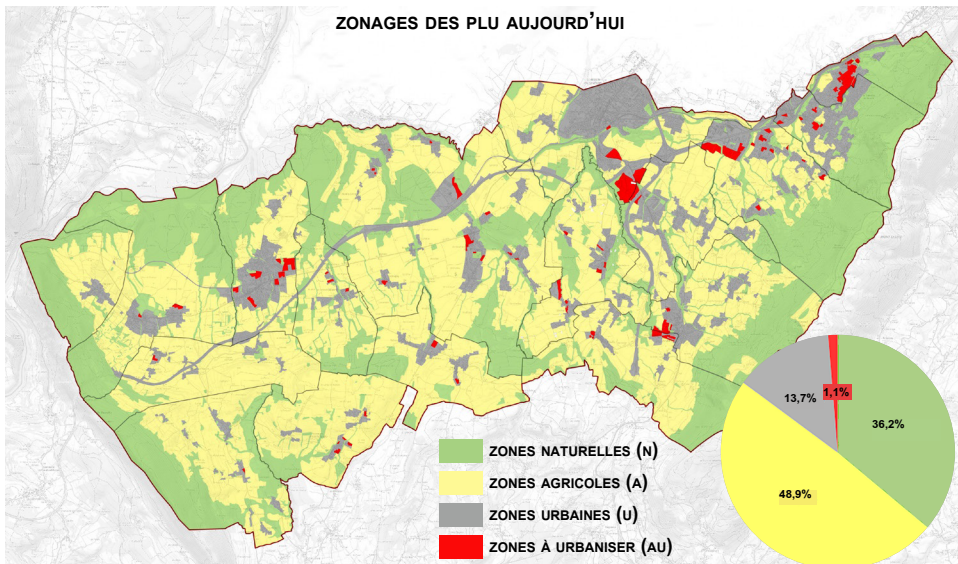 ZONAGES DES PLU AUJOURD'HUI
1,1%
13,7%
36,2%
48,9%
ZONES NATURELLES (N)
ZONES AGRICOLES (A)
ZONES URBAINES (U)
ZONES À URBANISER (AU)